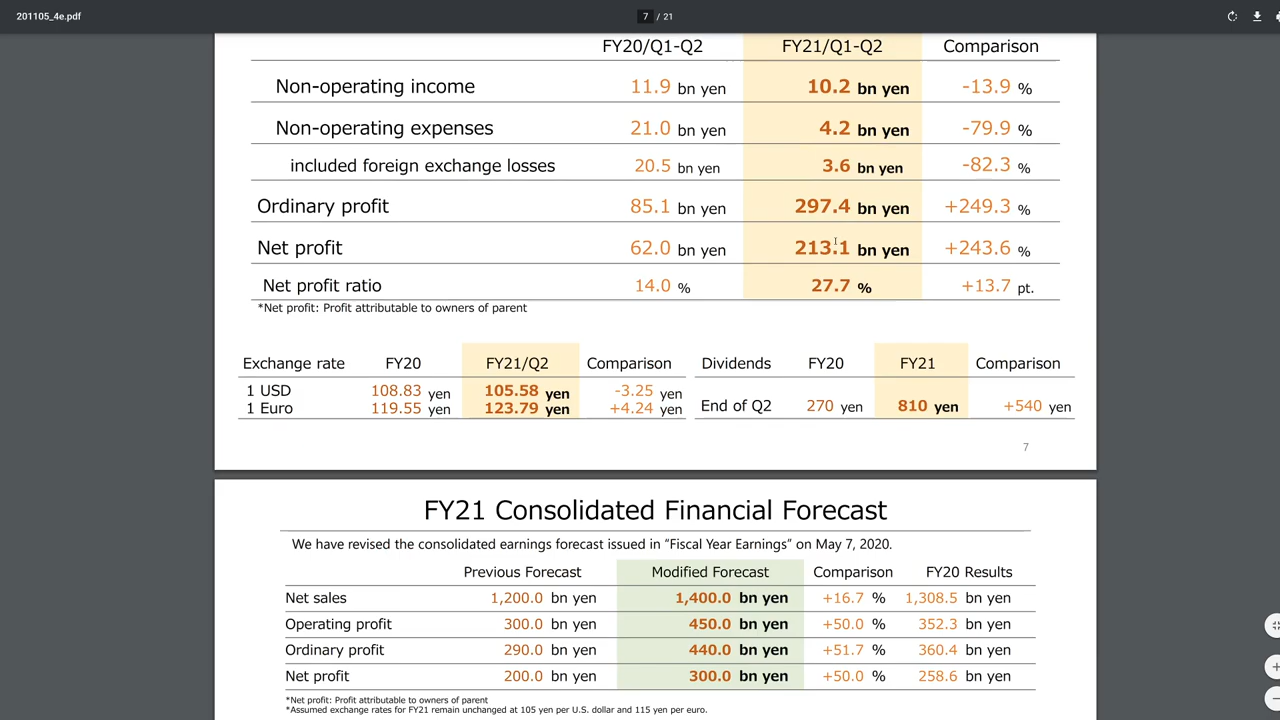 201105_4e.pdf 7 / 21
FY20/Q1-Q2 FY21/Q1-Q2 Comparison
Non-operating income 11.9 bn yen 10.2 bn yen -13.9 %
Non-operating expenses 21.0 bn yen 4.2 bn yen -79.9 %
included foreign exchange losses 20.5 bn yen 3.6 bn yen -82.3 %
Ordinary profit 85.1 bn yen 297.4 bn yen +249.3 %
Net profit 62.0 bn yen 213.1 bn yen +243.6 %
Net profit ratio 14.0 % 27.7 % +13.7 pt.
*Net profit: Profit attributable to owners of parent
Exchange rate FY20 FY21/Q2 Comparison Dividends FY20 FY21 Comparison
1 USD 108.83 yen 105.58 yen -3.25 yen
1 Euro 119.55 yen 123.79 yen +4.24 yen
End of Q2 270 yen 810 yen +540 yen
7
FY21 Consolidated Financial Forecast
We have revised the consolidated earnings forecast issued in “Fiscal Year Earnings” on May 7, 2020.
Previous Forecast Modified Forecast Comparison FY20 Results
Net sales 1,200.0 bn yen 1,400.0 bn yen +16.7 % 1,308.5 bn yen
Operating profit 300.0 bn yen 450.0 bn yen +50.0 % 352.3 bn yen
Ordinary profit 290.0 bn yen 440.0 bn yen +51.7 % 360.4 bn yen
Net profit 200.0 bn yen 300.0 bn yen +50.0 % 258.6 bn yen
*Net profit: Profit attributable to owners of parent
*Assumed exchange rates for FY21 remain unchanged at 105 yen per U.S. dollar and 115 yen per euro.